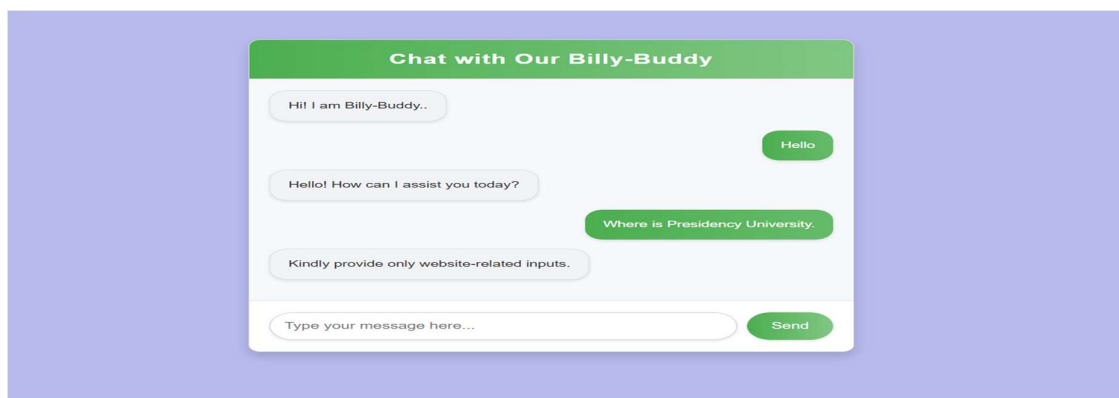 Chat with Our Billy-Buddy
Hi! I am Billy-Buddy..
Hello
Hello! How can I assist you today?
Where is Presidency University.
Kindly provide only website-related inputs.
Type your message here...
Send